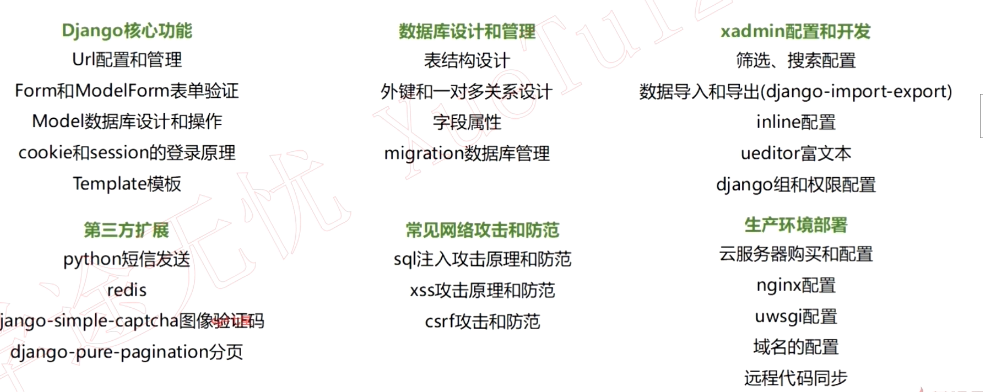 Django核心功能
Url配置和管理
Form和ModelForm表单验证
Model数据库设计和操作
cookie和session的登录原理
Template模板
数据库设计和管理
表结构设计
外键和一对多关系设计
字段属性
migration数据库管理
xadmin配置和开发
筛选、搜索配置
数据导入和导出(django-import-export)
inline配置
ueditor富文本
django组和权限配置
第三方扩展
python短信发送
redis
jango-simple-captcha图像验证码
django-pure-pagination分页
常见网络攻击和防范
sql注入攻击原理和防范
xss攻击原理和防范
csrf攻击和防范
生产环境部署
云服务器购买和配置
nginx配置
uwsgi配置
域名的配置
远程代码同步